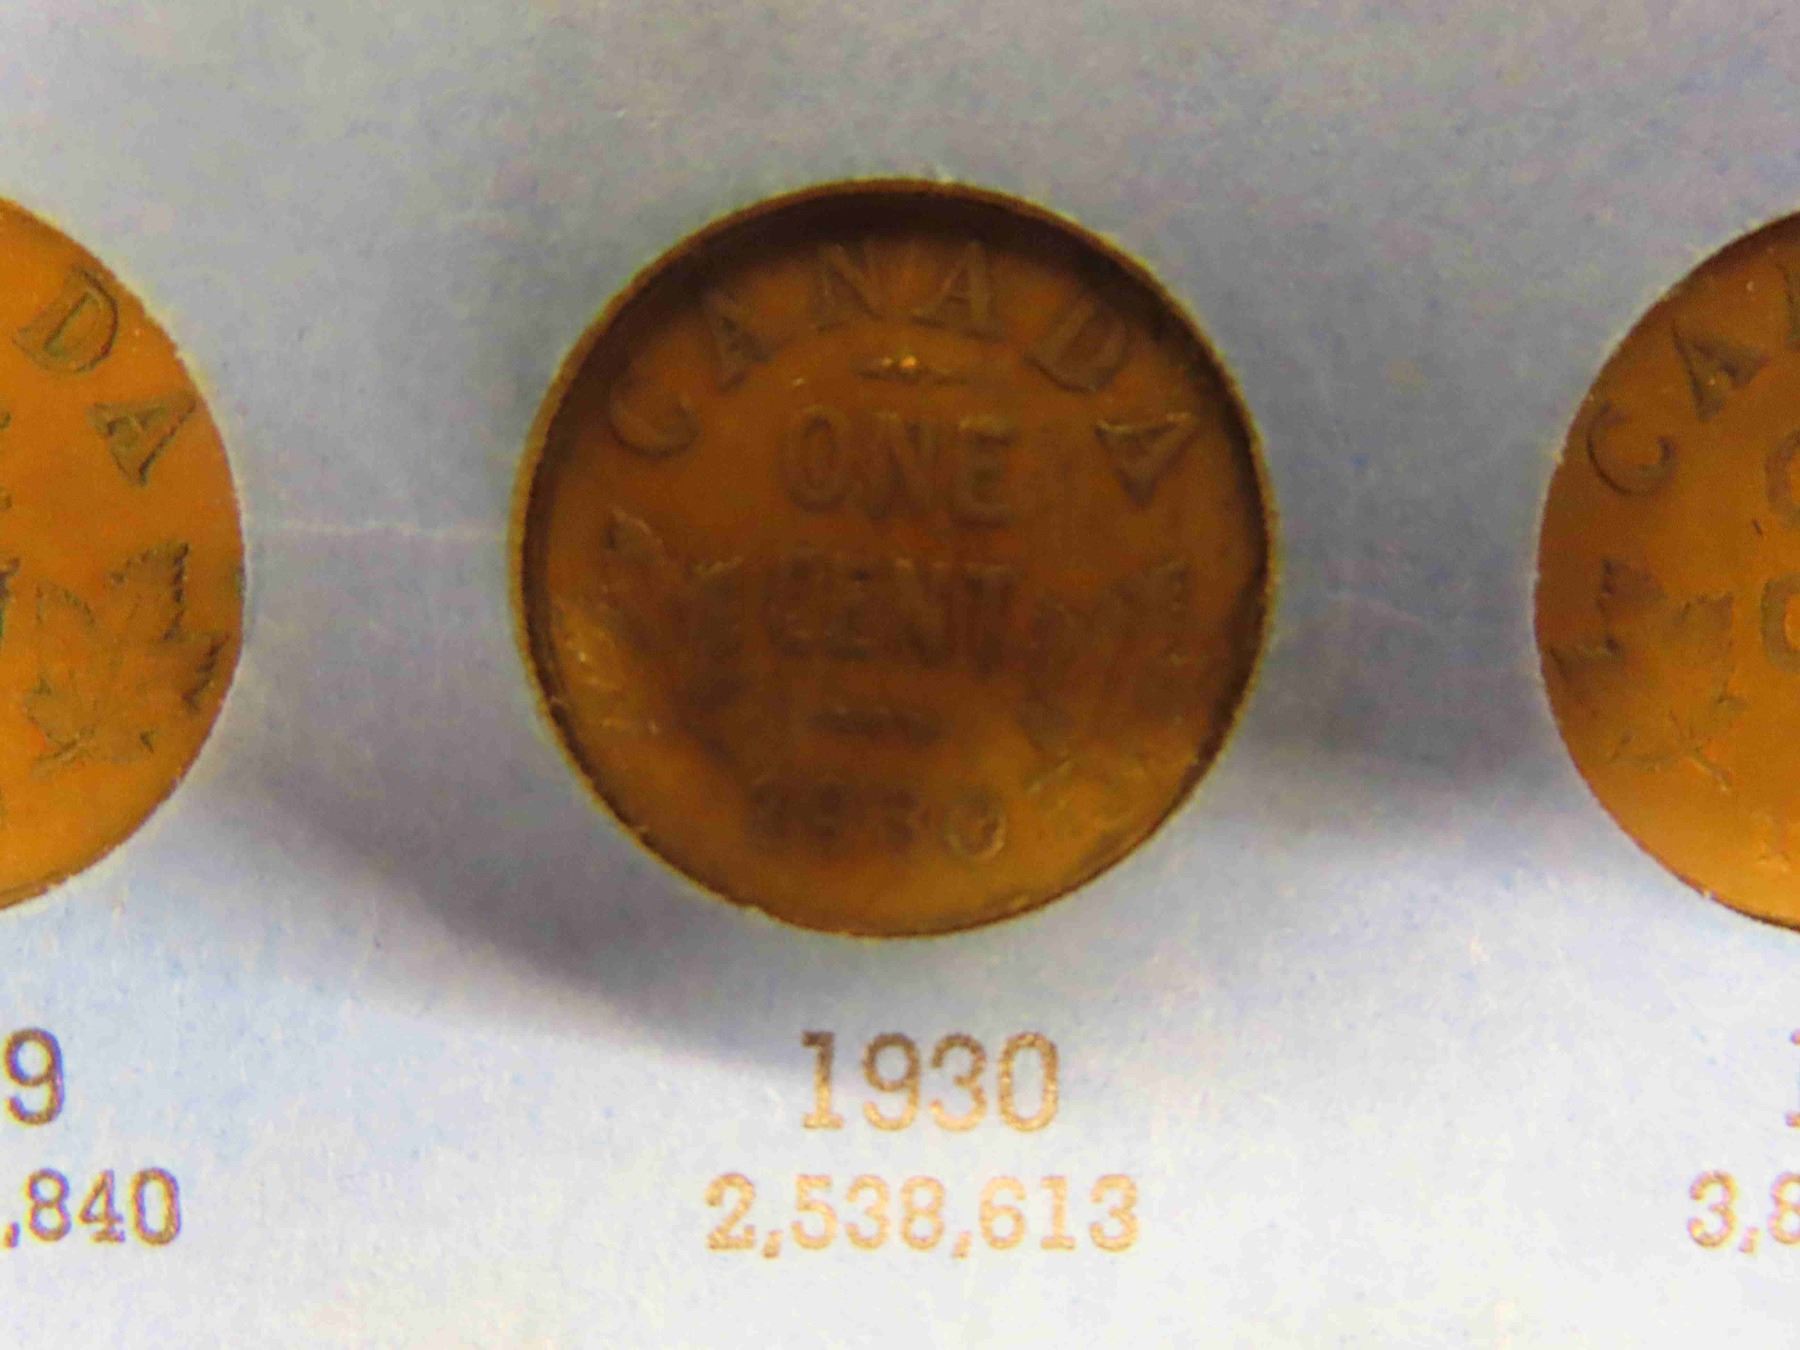 DA
CANADA
ONE
CENT
1930
CA
9
1930
,840
2,538,613
3,8